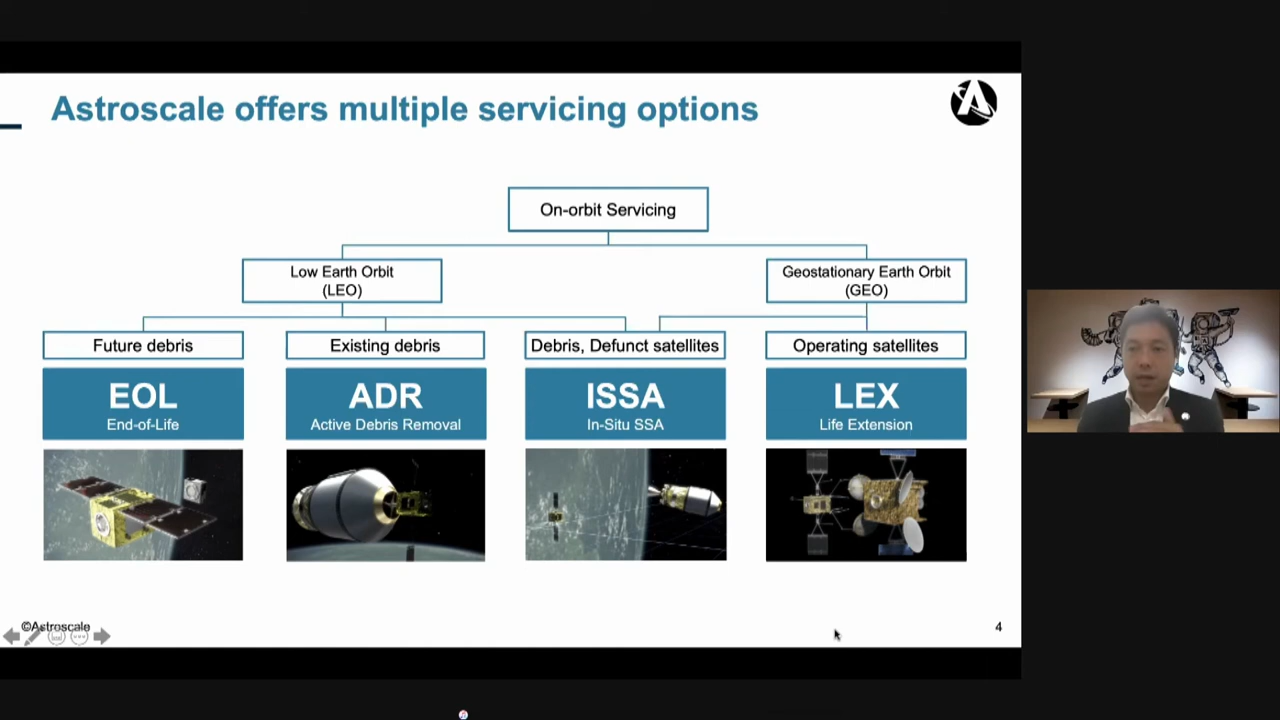 Astroscale offers multiple servicing options
On-orbit Servicing
Low Earth Orbit
(LEO)
Geostationary Earth Orbit
(GEO)
Future debris
Existing debris
Debris, Defunct satellites
Operating satellites
EOL
End-of-Life
ADR
Active Debris Removal
ISSA
In-Situ SSA
LEX
Life Extension
©Astroscale
4